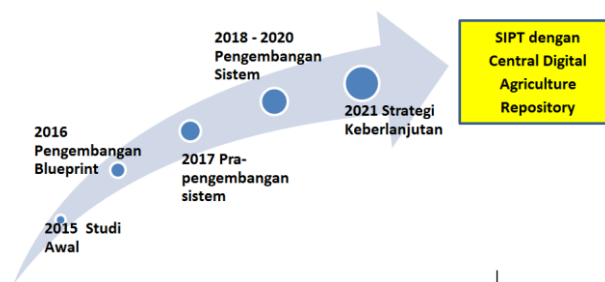 2015  Studi
Awal
2016
Pengembangan
Blueprint
2017 Pra-
pengembangan
sistem
2018 - 2020
Pengembangan
Sistem
2021 Strategi
Keberlanjutan
SIPT dengan
Central Digital
Agriculture
Repository